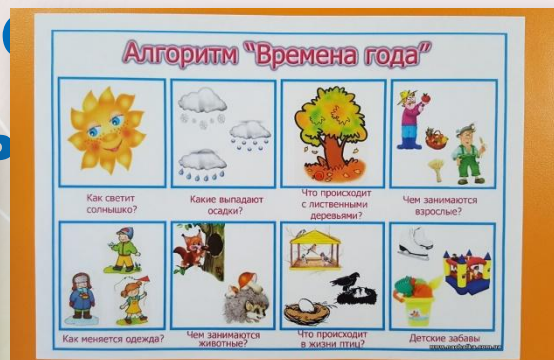 Алгоритм "Времена года"
Как светит
солнышко?
Какие выпадают
осадки?
Что происходит
с лиственными
деревьями?
Чем занимаются
взрослые?
Как меняется одежда?
Чем занимаются
животные?
Что происходит
в жизни птиц?
Детские забавы